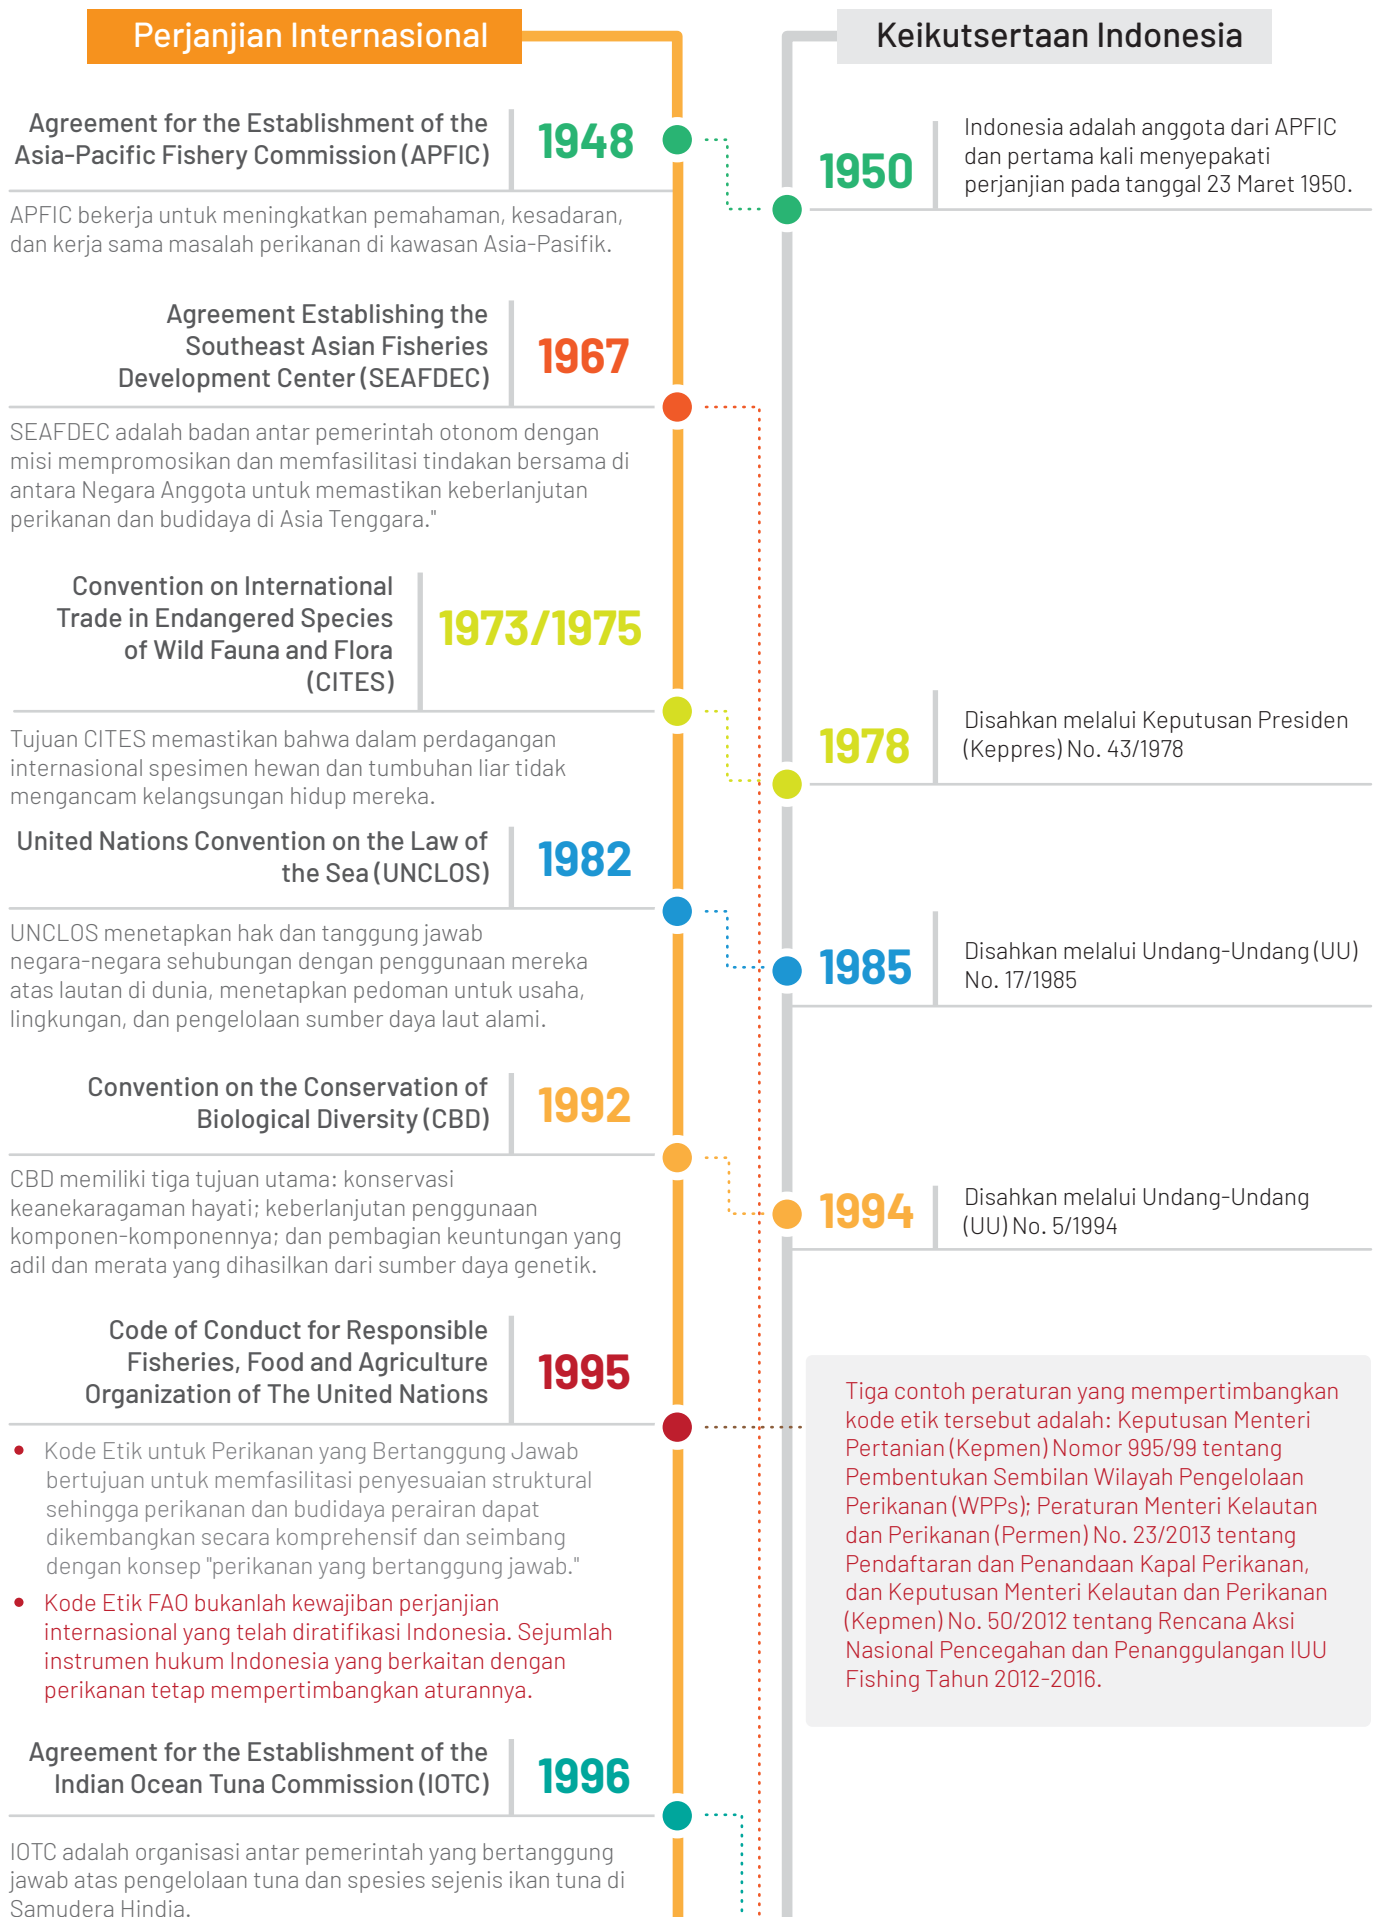 Perjanjian Internasional
Keikutsertaan Indonesia
Agreement for the Establishment of the
Asia-Pacific Fishery Commission (APFIC)
1948
APFIC bekerja untuk meningkatkan pemahaman, kesadaran,
dan kerja sama masalah perikanan di kawasan Asia-Pasifik.
1950
Indonesia adalah anggota dari APFIC
dan pertama kali menyepakati
perjanjian pada tanggal 23 Maret 1950.
Agreement Establishing the
Southeast Asian Fisheries
Development Center (SEAFDEC)
1967
SEAFDEC adalah badan antar pemerintah otonom dengan
misi mempromosikan dan memfasilitasi tindakan bersama di
antara Negara Anggota untuk memastikan keberlanjutan
perikanan dan budidaya di Asia Tenggara."
Convention on International
Trade in Endangered Species
of Wild Fauna and Flora
(CITES)
1973/1975
Tujuan CITES memastikan bahwa dalam perdagangan
internasional spesimen hewan dan tumbuhan liar tidak
mengancam kelangsungan hidup mereka.
1978
Disahkan melalui Keputusan Presiden
(Keppres) No. 43/1978
United Nations Convention on the Law of
the Sea (UNCLOS)
1982
UNCLOS menetapkan hak dan tanggung jawab
negara-negara sehubungan dengan penggunaan mereka
atas lautan di dunia, menetapkan pedoman untuk usaha,
lingkungan, dan pengelolaan sumber daya laut alami.
1985
Disahkan melalui Undang-Undang (UU)
No. 17/1985
Convention on the Conservation of
Biological Diversity (CBD)
1992
CBD memiliki tiga tujuan utama: konservasi
keanekaragaman hayati; keberlanjutan penggunaan
komponen-komponennya; dan pembagian keuntungan yang
adil dan merata yang dihasilkan dari sumber daya genetik.
1994
Disahkan melalui Undang-Undang
(UU) No. 5/1994
Code of Conduct for Responsible
Fisheries, Food and Agriculture
Organization of The United Nations
1995
• Kode Etik untuk Perikanan yang Bertanggung Jawab
bertujuan untuk memfasilitasi penyesuaian struktural
sehingga perikanan dan budidaya perairan dapat
dikembangkan secara komprehensif dan seimbang
dengan konsep "perikanan yang bertanggung jawab."
• Kode Etik FAO bukanlah kewajiban perjanjian
internasional yang telah diratifikasi Indonesia. Sejumlah
instrumen hukum Indonesia yang berkaitan dengan
perikanan tetap mempertimbangkan aturannya.
Tiga contoh peraturan yang mempertimbangkan
kode etik tersebut adalah: Keputusan Menteri
Pertanian (Kepmen) Nomor 995/99 tentang
Pembentukan Sembilan Wilayah Pengelolaan
Perikanan (WPPs); Peraturan Menteri Kelautan
dan Perikanan (Permen) No. 23/2013 tentang
Pendaftaran dan Penandaan Kapal Perikanan,
dan Keputusan Menteri Kelautan dan Perikanan
(Kepmen) No. 50/2012 tentang Rencana Aksi
Nasional Pencegahan dan Penanggulangan IUU
Fishing Tahun 2012-2016.
Agreement for the Establishment of the
Indian Ocean Tuna Commission (IOTC)
1996
IOTC adalah organisasi antar pemerintah yang bertanggung
jawab atas pengelolaan tuna dan spesies sejenis ikan tuna di
Samudera Hindia.